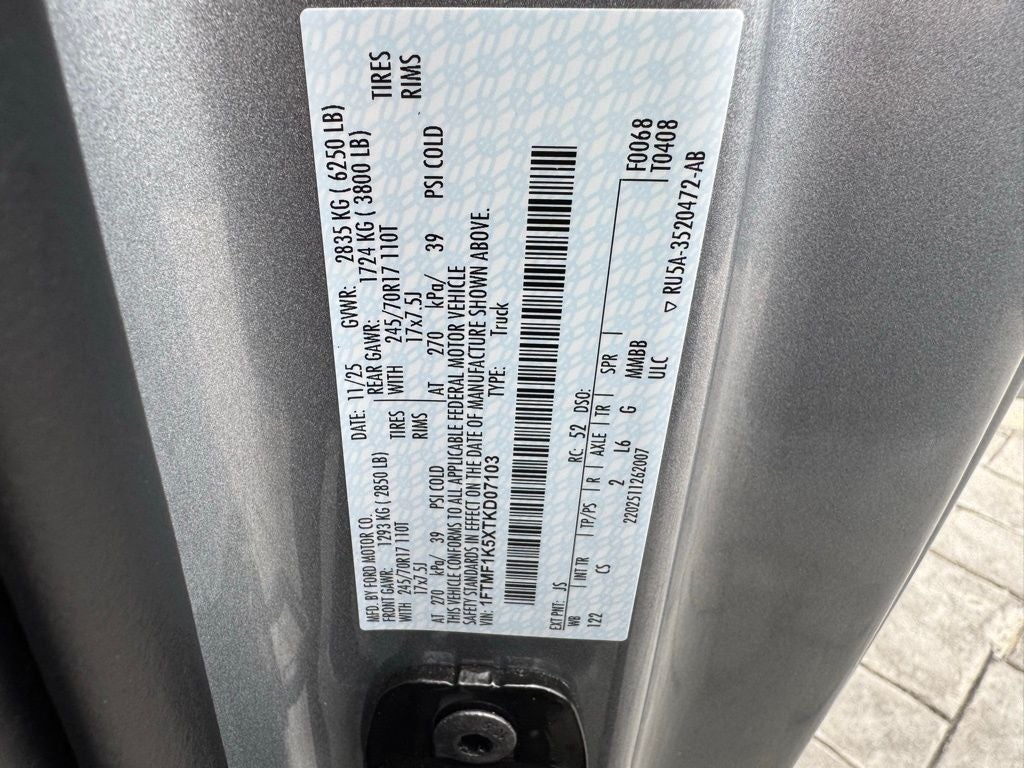 MFD. BY FORD MOTOR CO. DATE: 11/25 GVWR: 2835 KG ( 6250 LB)
FRONT GAWR: 1293 KG ( 2850 LB) REAR GAWR: 1724 KG ( 3800 LB)
WITH 245/70R17 110T TIRES WITH 245/70R17 110T TIRES
17x7.5J RIMS 17x7.5J RIMS
AT 270 kPa/ 39 PSI COLD AT 270 kPa/ 39 PSI COLD
THIS VEHICLE CONFORMS TO ALL APPLICABLE FEDERAL MOTOR VEHICLE
SAFETY STANDARDS IN EFFECT ON THE DATE OF MANUFACTURE SHOWN ABOVE.
VIN: 1FTMF1K5XTKD07103 TYPE: Truck
EXT PNT: JS RC: 52 DSO: F0068
WB INT TR TP/PS R AXLE TR SPR T0408
122 CS 2 L6 G MMBB
2202511262007 ULC
▽ RU5A-3520472-AB